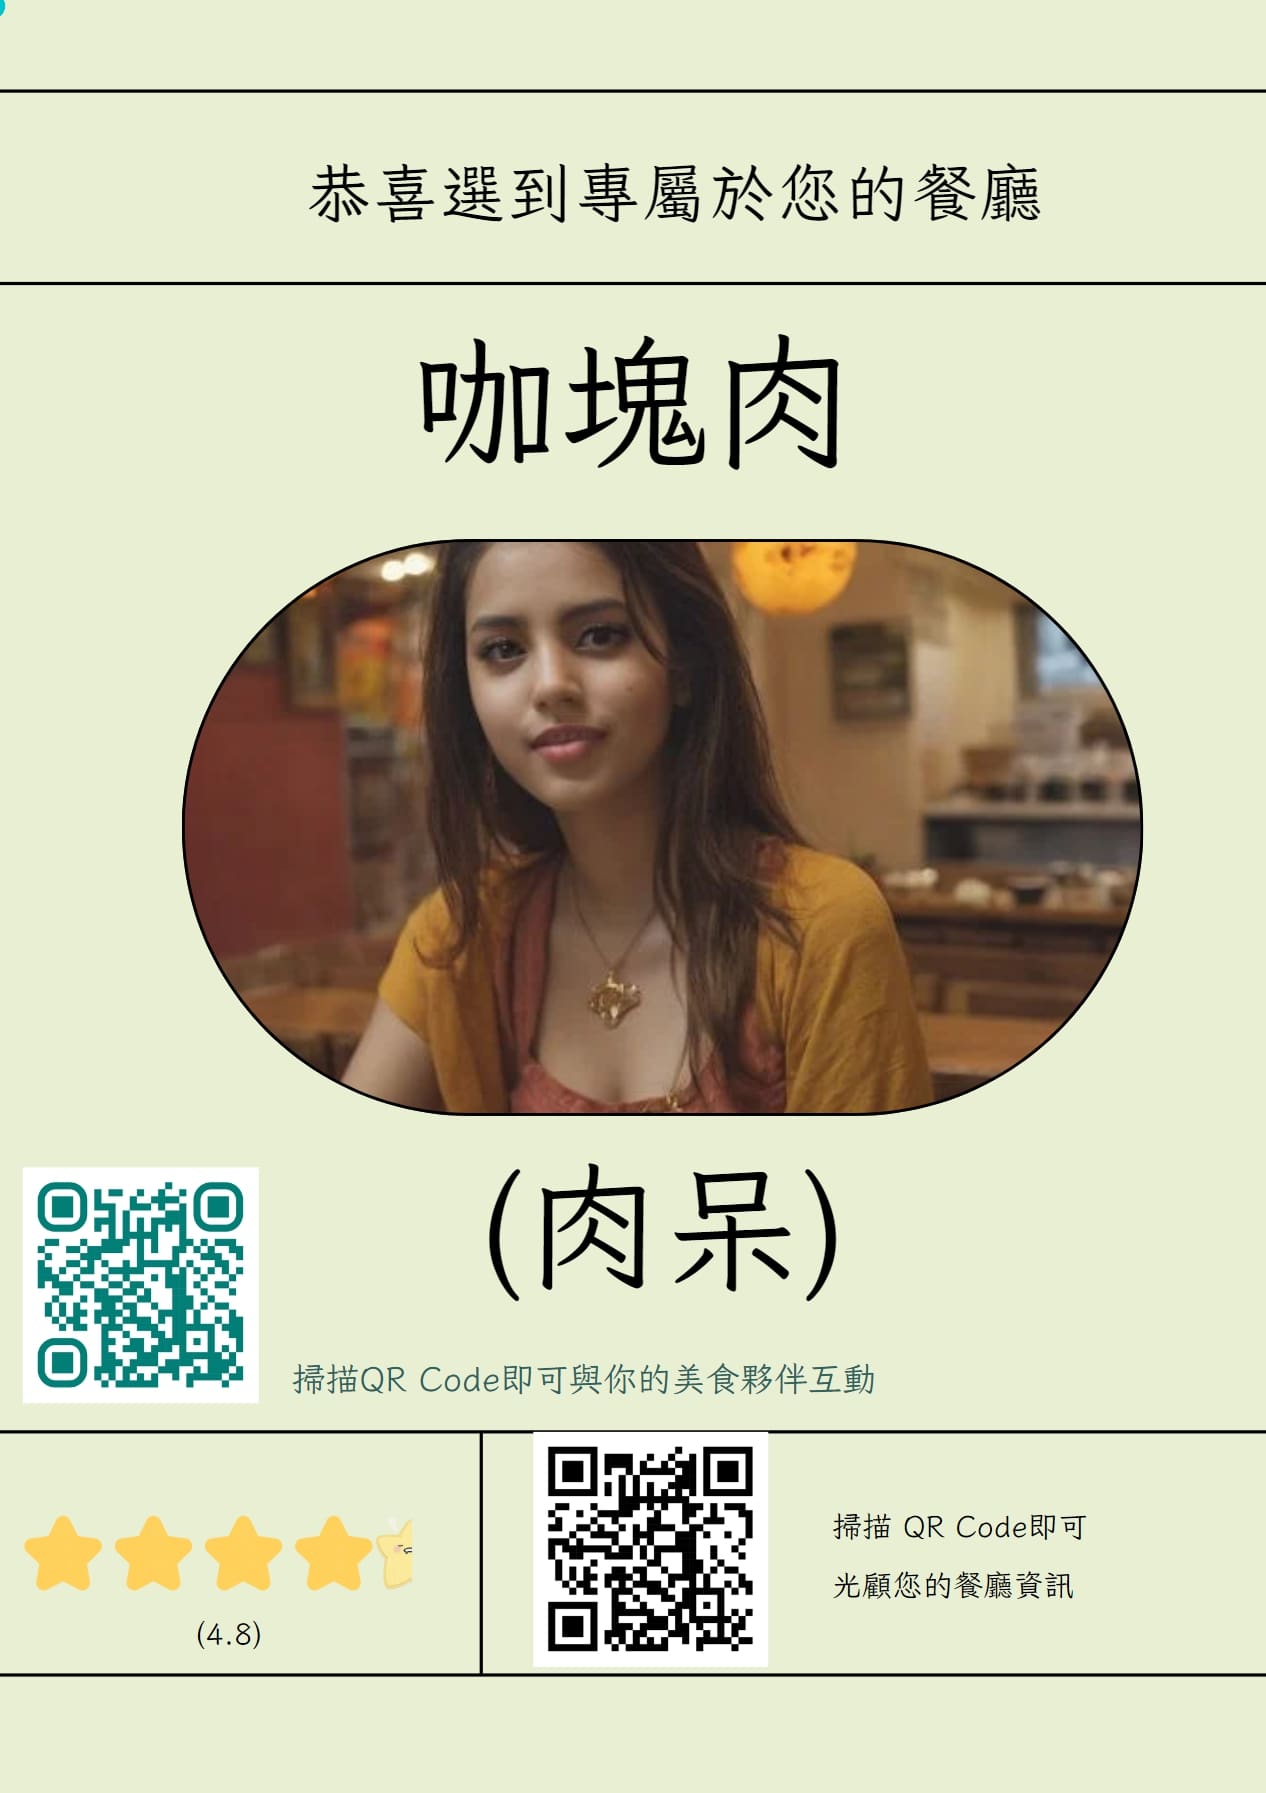 恭喜選到專屬於您的餐廳
咖塊肉
(肉呆)
掃描QR Code即可與你的美食夥伴互動
(4.8)
掃描 QR Code即可
光顧您的餐廳資訊